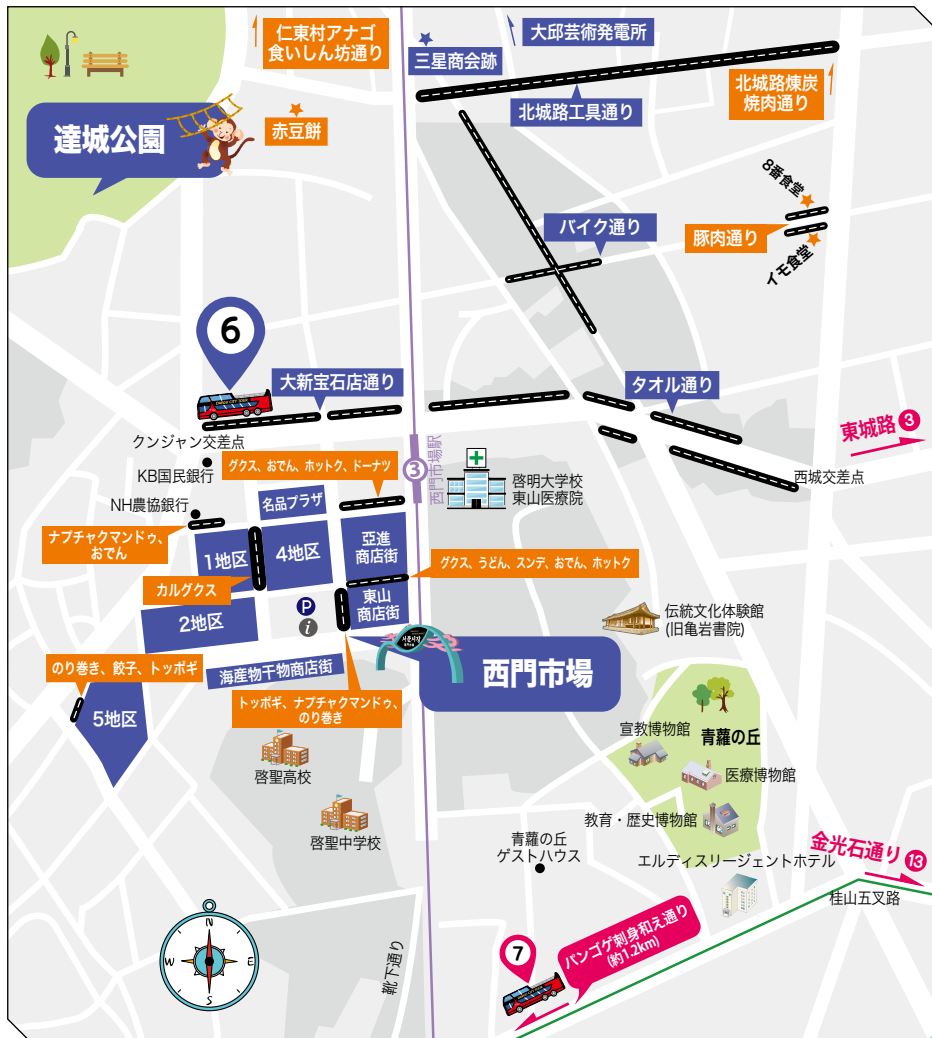 仁東村アナゴ
食いしん坊通り
三星商会跡
大邱芸術発電所
北城路工具通り
北城路煉炭
焼肉通り
達城公園
赤豆餅
8番食堂
豚肉通り
イモ食堂
バイク通り
6
大新宝石店通り
タオル通り
東城路 3
西城交差点
クンジャン交差点
KB国民銀行
NH農協銀行
グクス、おでん、ホットク、ドーナツ
3
西門市場駅
啓明大学校
東山医療院
名品プラザ
ナプチャクマンドゥ、
おでん
1地区
4地区
亞進
商店街
グクス、うどん、スンデ、おでん、ホットク
カルグクス
2地区
P
i
東山
商店街
伝統文化体験館
(旧亀岩書院)
서문시장
西門市場
のり巻き、餃子、トッポギ
海産物干物商店街
5地区
トッポギ、ナプチャクマンドゥ、
のり巻き
啓聖高校
啓聖中学校
宣教博物館
青蘿の丘
医療博物館
教育・歴史博物館
青蘿の丘
ゲストハウス
エルディスリージェントホテル
金光石通り 13
桂山五叉路
N
W
E
S
靴下通り
7
バンゴゲ刺身和え通り
(約1.2km)